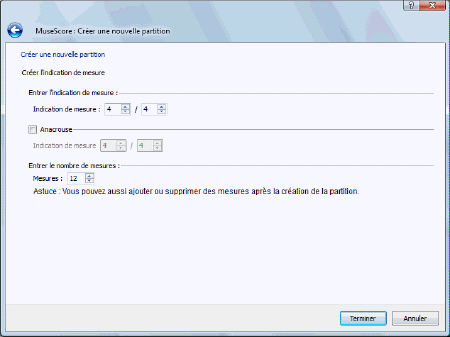 MuseScore : Créer une nouvelle partition
Créer une nouvelle partition
Créer l'indication de mesure
Entrer l'indication de mesure :
Indication de mesure : 4 / 4
Anacrouse
Indication de mesure 4 / 4
Entrer le nombre de mesures :
Mesures : 12
Astuce : Vous pouvez aussi ajouter ou supprimer des mesures après la création de la partition.
Terminer Annuler